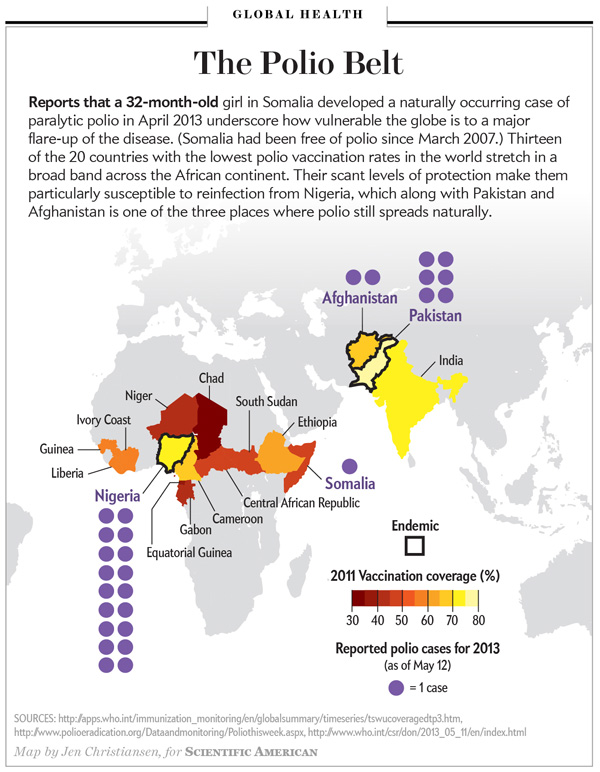 GLOBAL HEALTH
The Polio Belt
Reports that a 32-month-old girl in Somalia developed a naturally occurring case of
paralytic polio in April 2013 underscore how vulnerable the globe is to a major
flare-up of the disease. (Somalia had been free of polio since March 2007.) Thirteen
of the 20 countries with the lowest polio vaccination rates in the world stretch in a
broad band across the African continent. Their scant levels of protection make them
particularly susceptible to reinfection from Nigeria, which along with Pakistan and
Afghanistan is one of the three places where polio still spreads naturally.
Afghanistan
Pakistan
India
Chad
Niger
South Sudan
Ivory Coast
Ethiopia
Guinea
Liberia
Somalia
Nigeria
Central African Republic
Cameroon
Gabon
Equatorial Guinea
Endemic
2011 Vaccination coverage (%)
30 40 50 60 70 80
Reported polio cases for 2013
(as of May 12)
= 1 case
SOURCES: http://apps.who.int/immunization_monitoring/en/globalsummary/timeseries/tswucoveragedtp3.htm,
http://www.polioeradication.org/Dataandmonitoring/Poliothisweek.aspx, http://www.who.int/csr/don/2013_05_11/en/index.html
Map by Jen Christiansen, for SCIENTIFIC AMERICAN